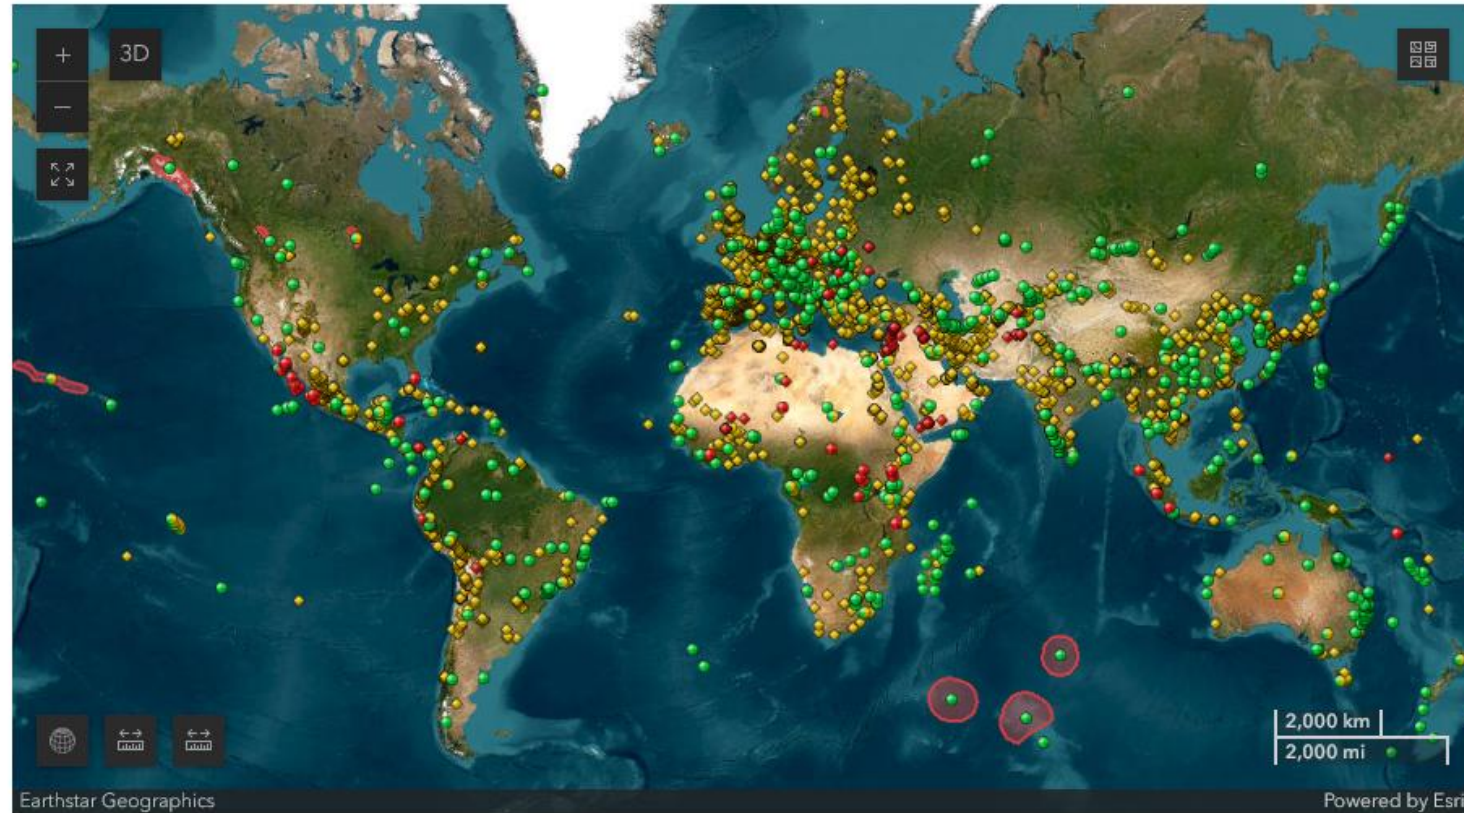 +
3D
−
2,000 km
2,000 mi
Earthstar Geographics
Powered by Esri